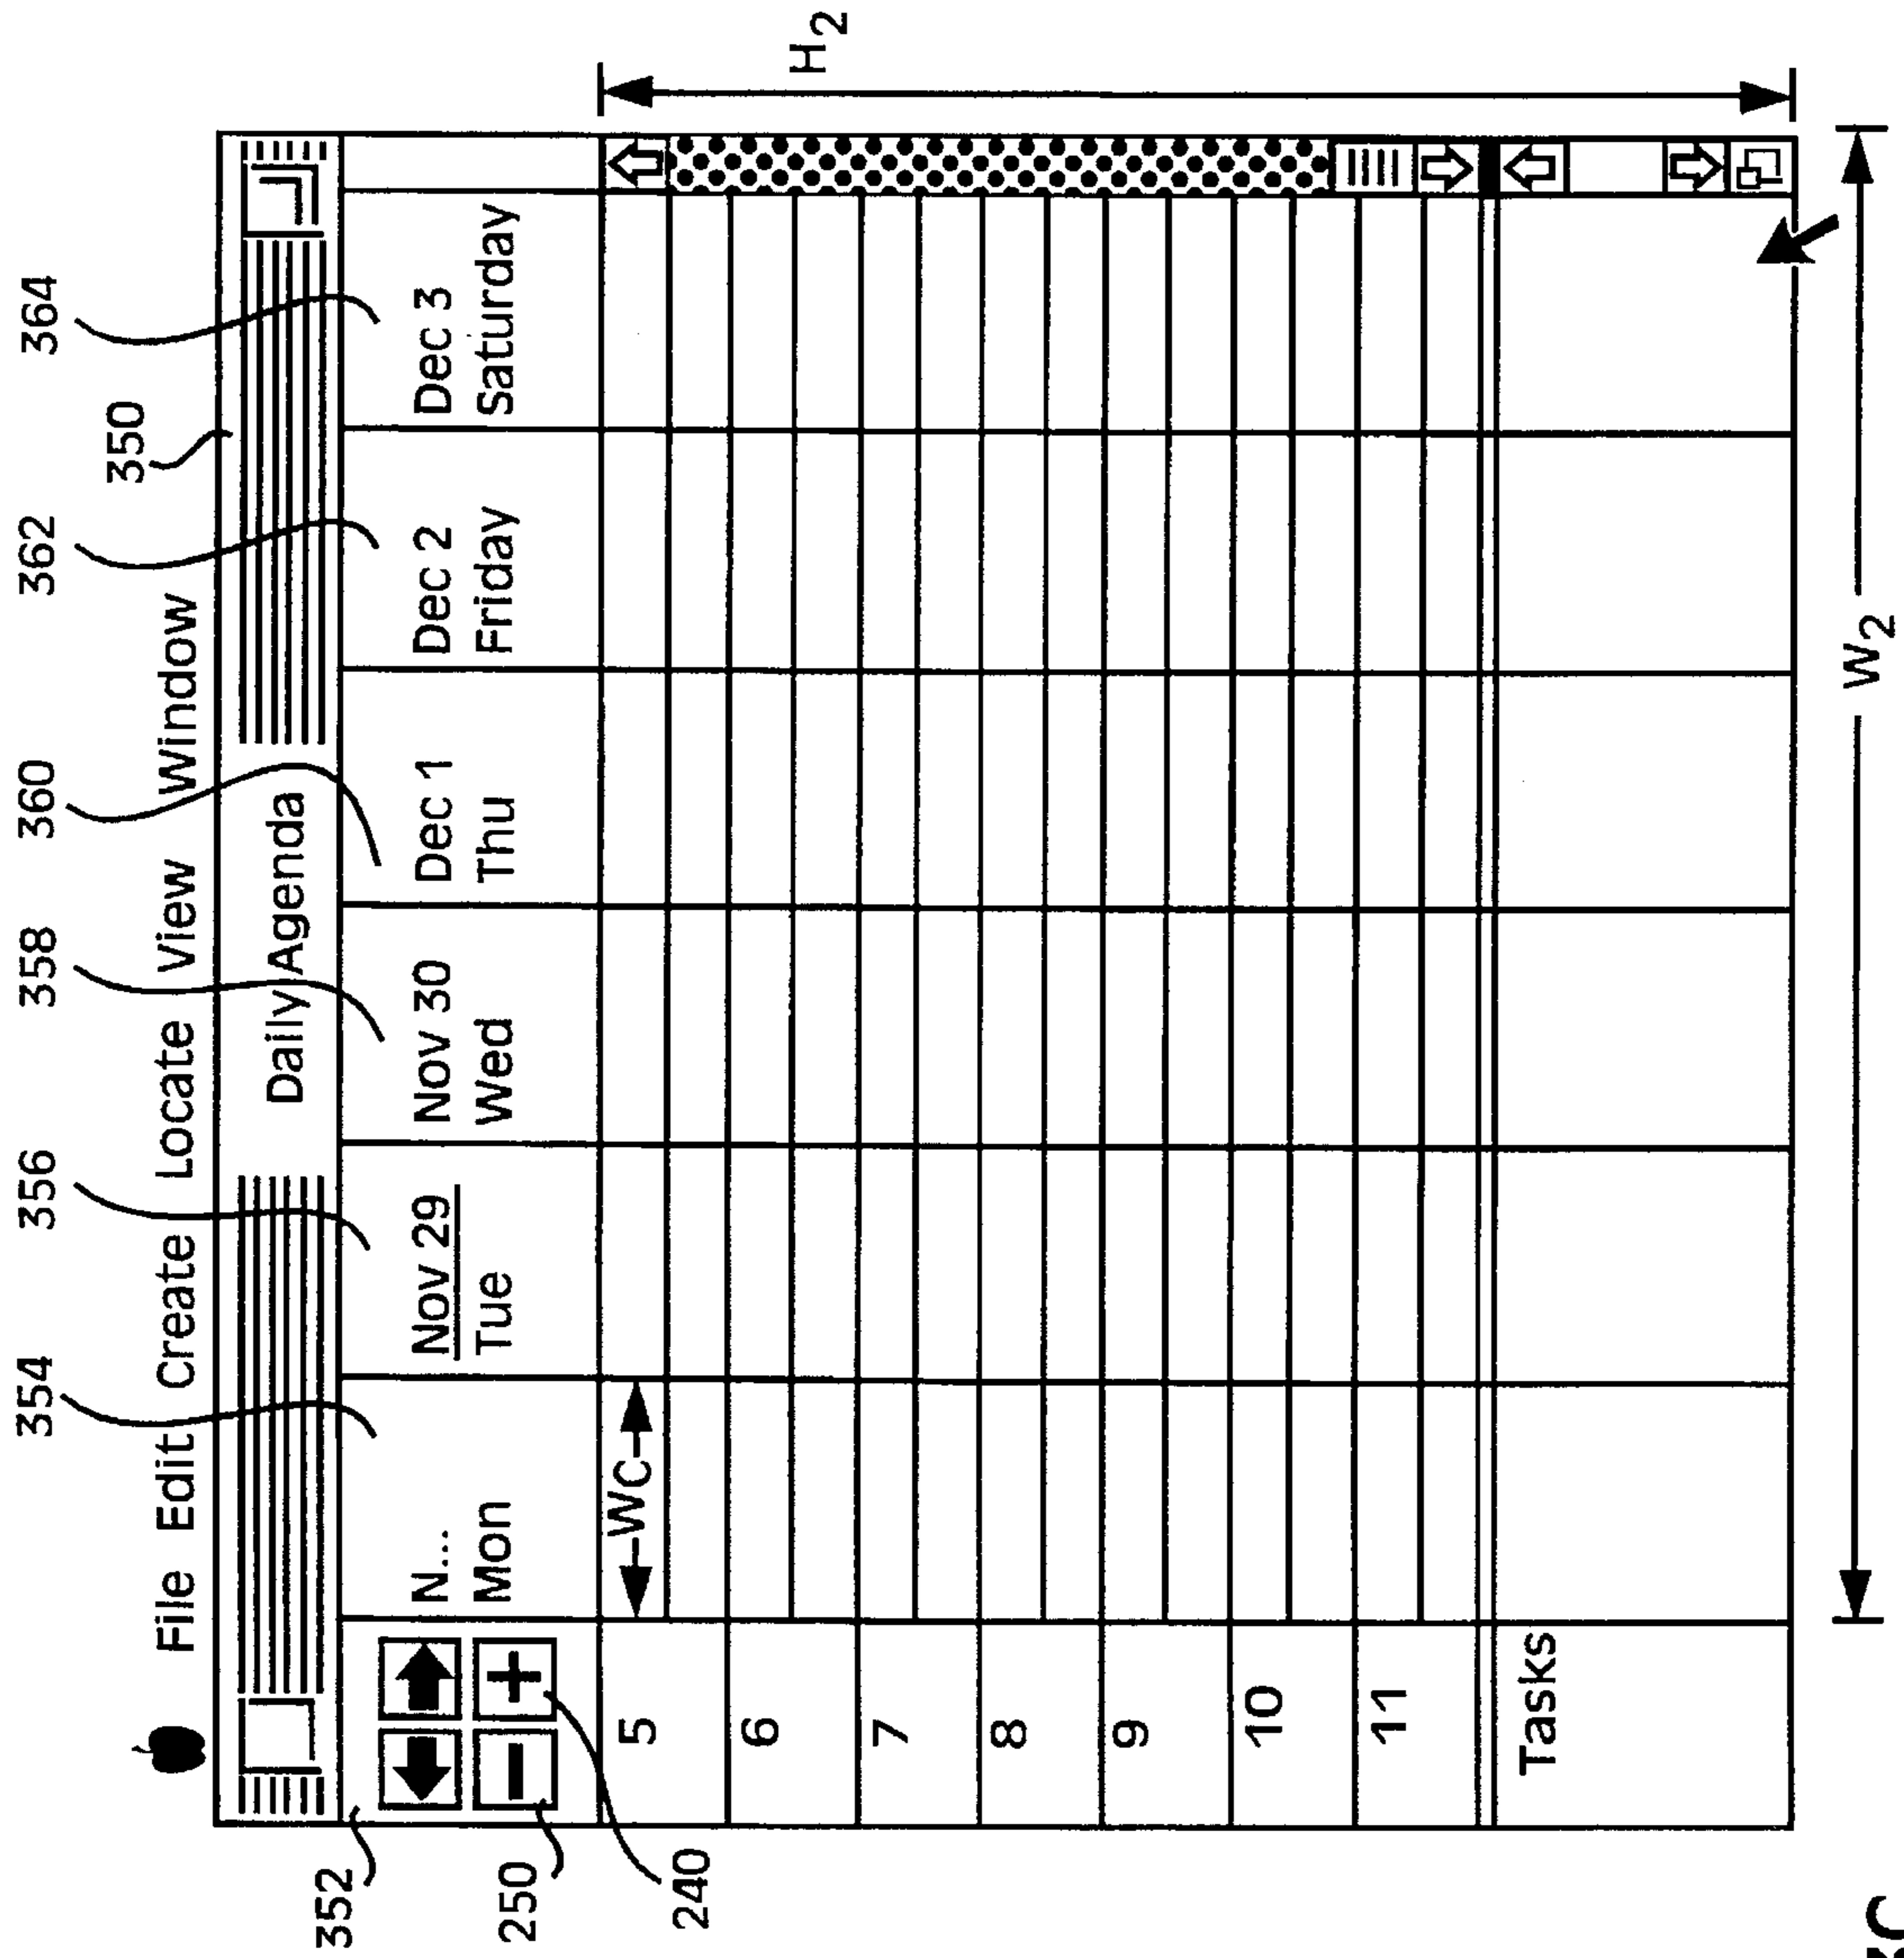 354 356 358 360 362 350 364
File Edit Create Locate View Window
Daily Agenda
352
250
240
N... Nov 29 Nov 30 Dec 1 Dec 2 Dec 3
Mon Tue Wed Thu Friday Saturday
5
WC
6
7
8
9
10
11
Tasks
H2
W2